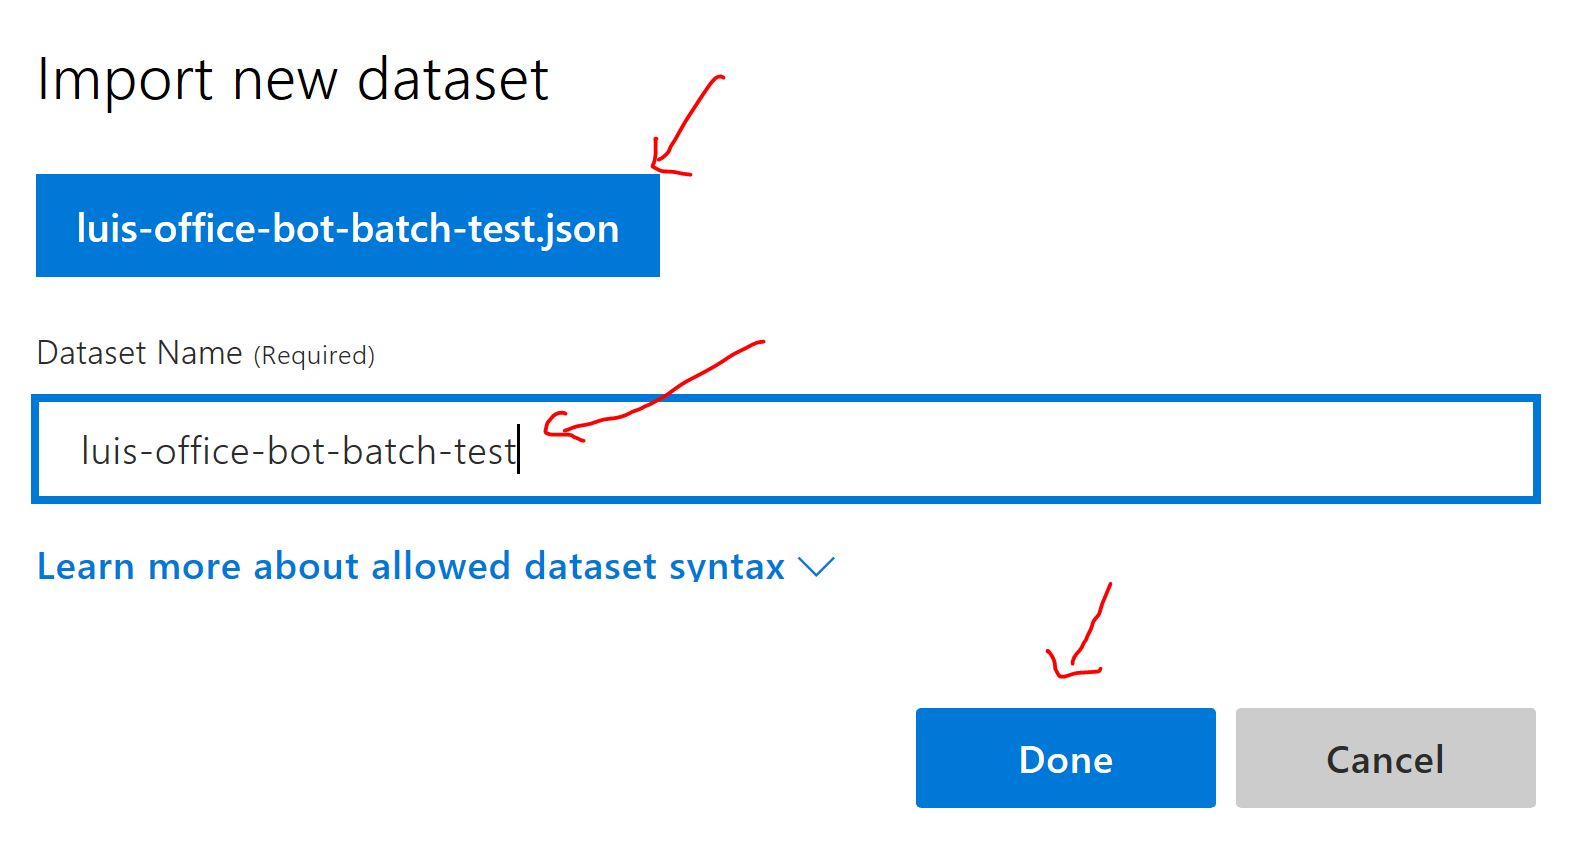 Import new dataset
luis-office-bot-batch-test.json
Dataset Name (Required)
luis-office-bot-batch-test
Learn more about allowed dataset syntax
Done
Cancel